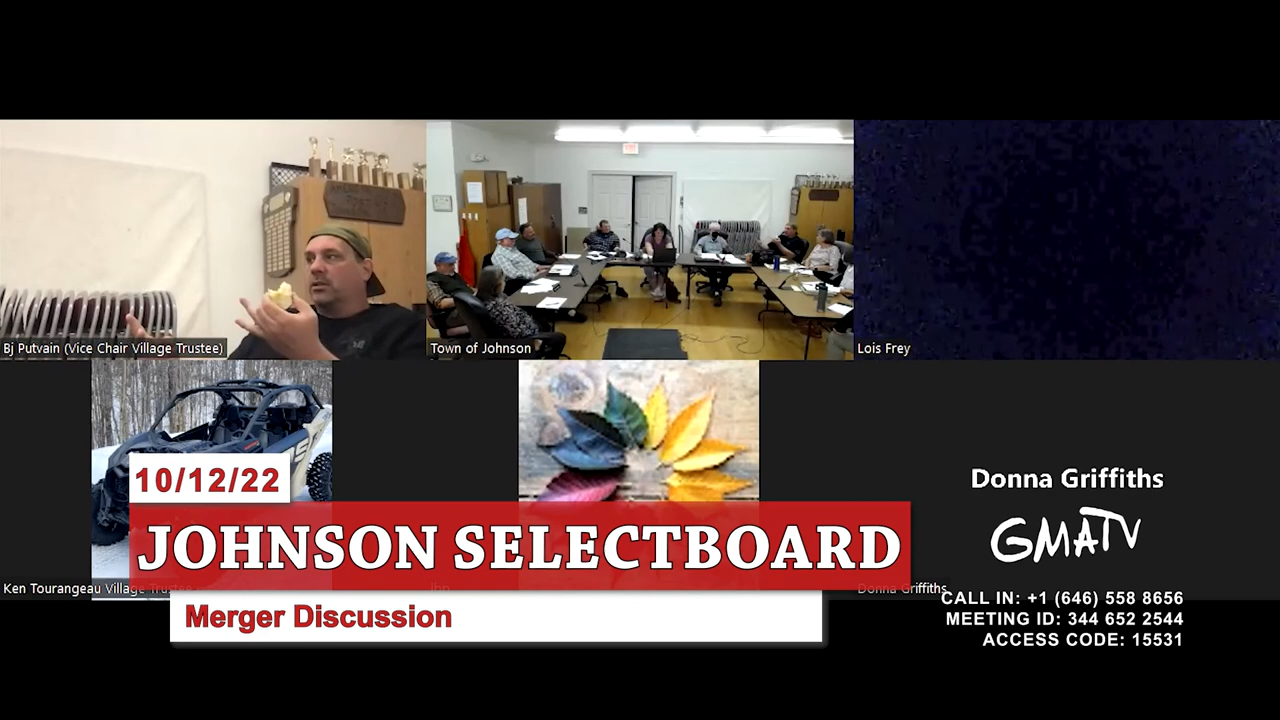 Bj Putvain (Vice Chair Village Trustee)
Town of Johnson
Lois Frey
Donna Griffiths
GMATV
10/12/22
JOHNSON SELECTBOARD
Ken Tourangeau Village Trustee
Donna Griffiths
Merger Discussion
CALL IN: +1 (646) 558 8656
MEETING ID: 344 652 2544
ACCESS CODE: 15531